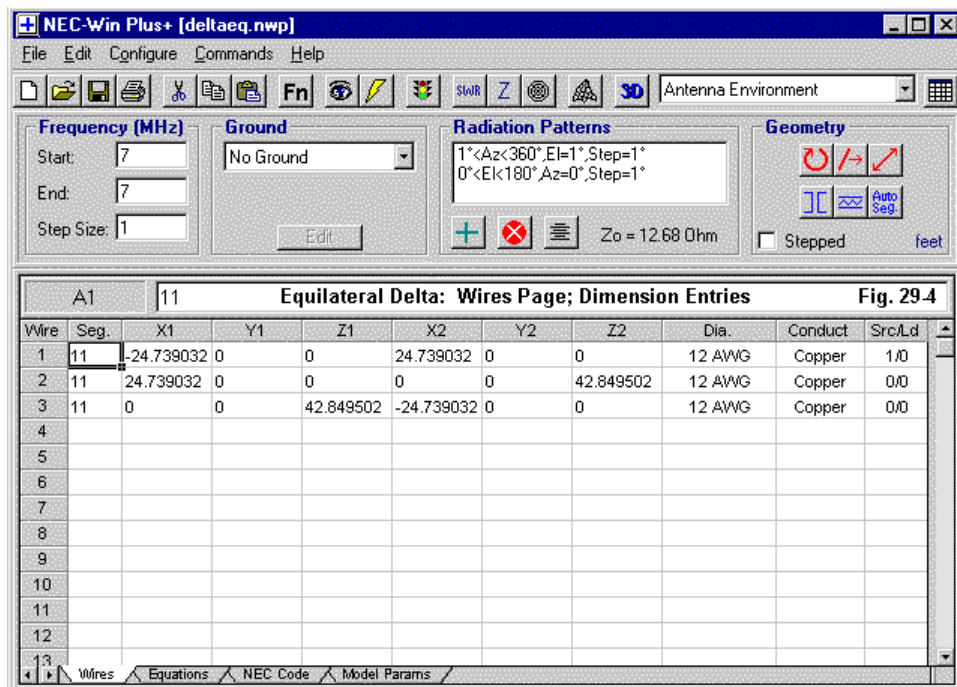 NEC-Win Plus+ [deltaeq.nwp]
File Edit Configure Commands Help
Fn SWR Z 3D Antenna Environment
Frequency (MHz) Ground Radiation Patterns Geometry
Start: 7 No Ground 1°<Az<360°,El=1°,Step=1°
0°<El<180°,Az=0°,Step=1°
End: 7 Auto Seg.
Step Size: 1 Edit Zo = 12.68 Ohm Stepped feet
A1 11 Equilateral Delta: Wires Page; Dimension Entries Fig. 29-4
Wire Seg. X1 Y1 Z1 X2 Y2 Z2 Dia. Conduct Src/Ld
1 11 -24.739032 0 0 24.739032 0 0 12 AWG Copper 1/0
2 11 24.739032 0 0 0 0 42.849502 12 AWG Copper 0/0
3 11 0 0 42.849502 -24.739032 0 0 12 AWG Copper 0/0
4
5
6
7
8
9
10
11
12
13
Wires Equations NEC Code Model Params